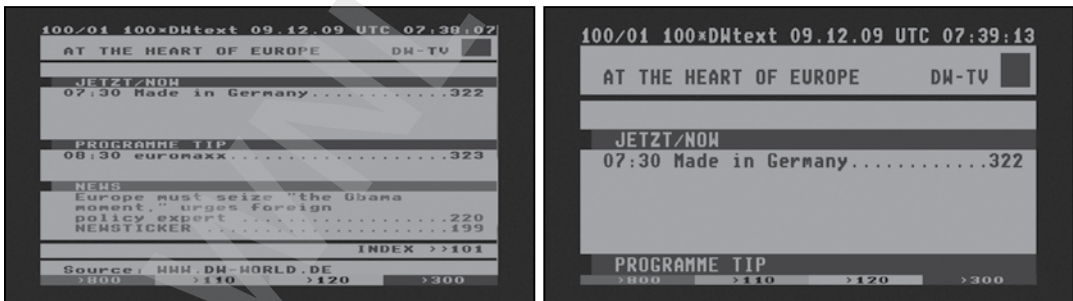 100/01 100*DWtext 09.12.09 UTC 07:38:07
AT THE HEART OF EUROPE DW-TV
JETZT/NOW
07:30 Made in Germany............322
PROGRAMME TIP
08:30 euromaxx...................323
NEWS
Europe must seize "the Obama
moment," urges foreign
policy expert ...................220
NEWSTICKER ......................199
INDEX >>101
Source: WWW.DW-WORLD.DE
>800 >110 >120 >300
100/01 100*DWtext 09.12.09 UTC 07:39:13
AT THE HEART OF EUROPE DW-TV
JETZT/NOW
07:30 Made in Germany............322
PROGRAMME TIP
>800 >110 >120 >300